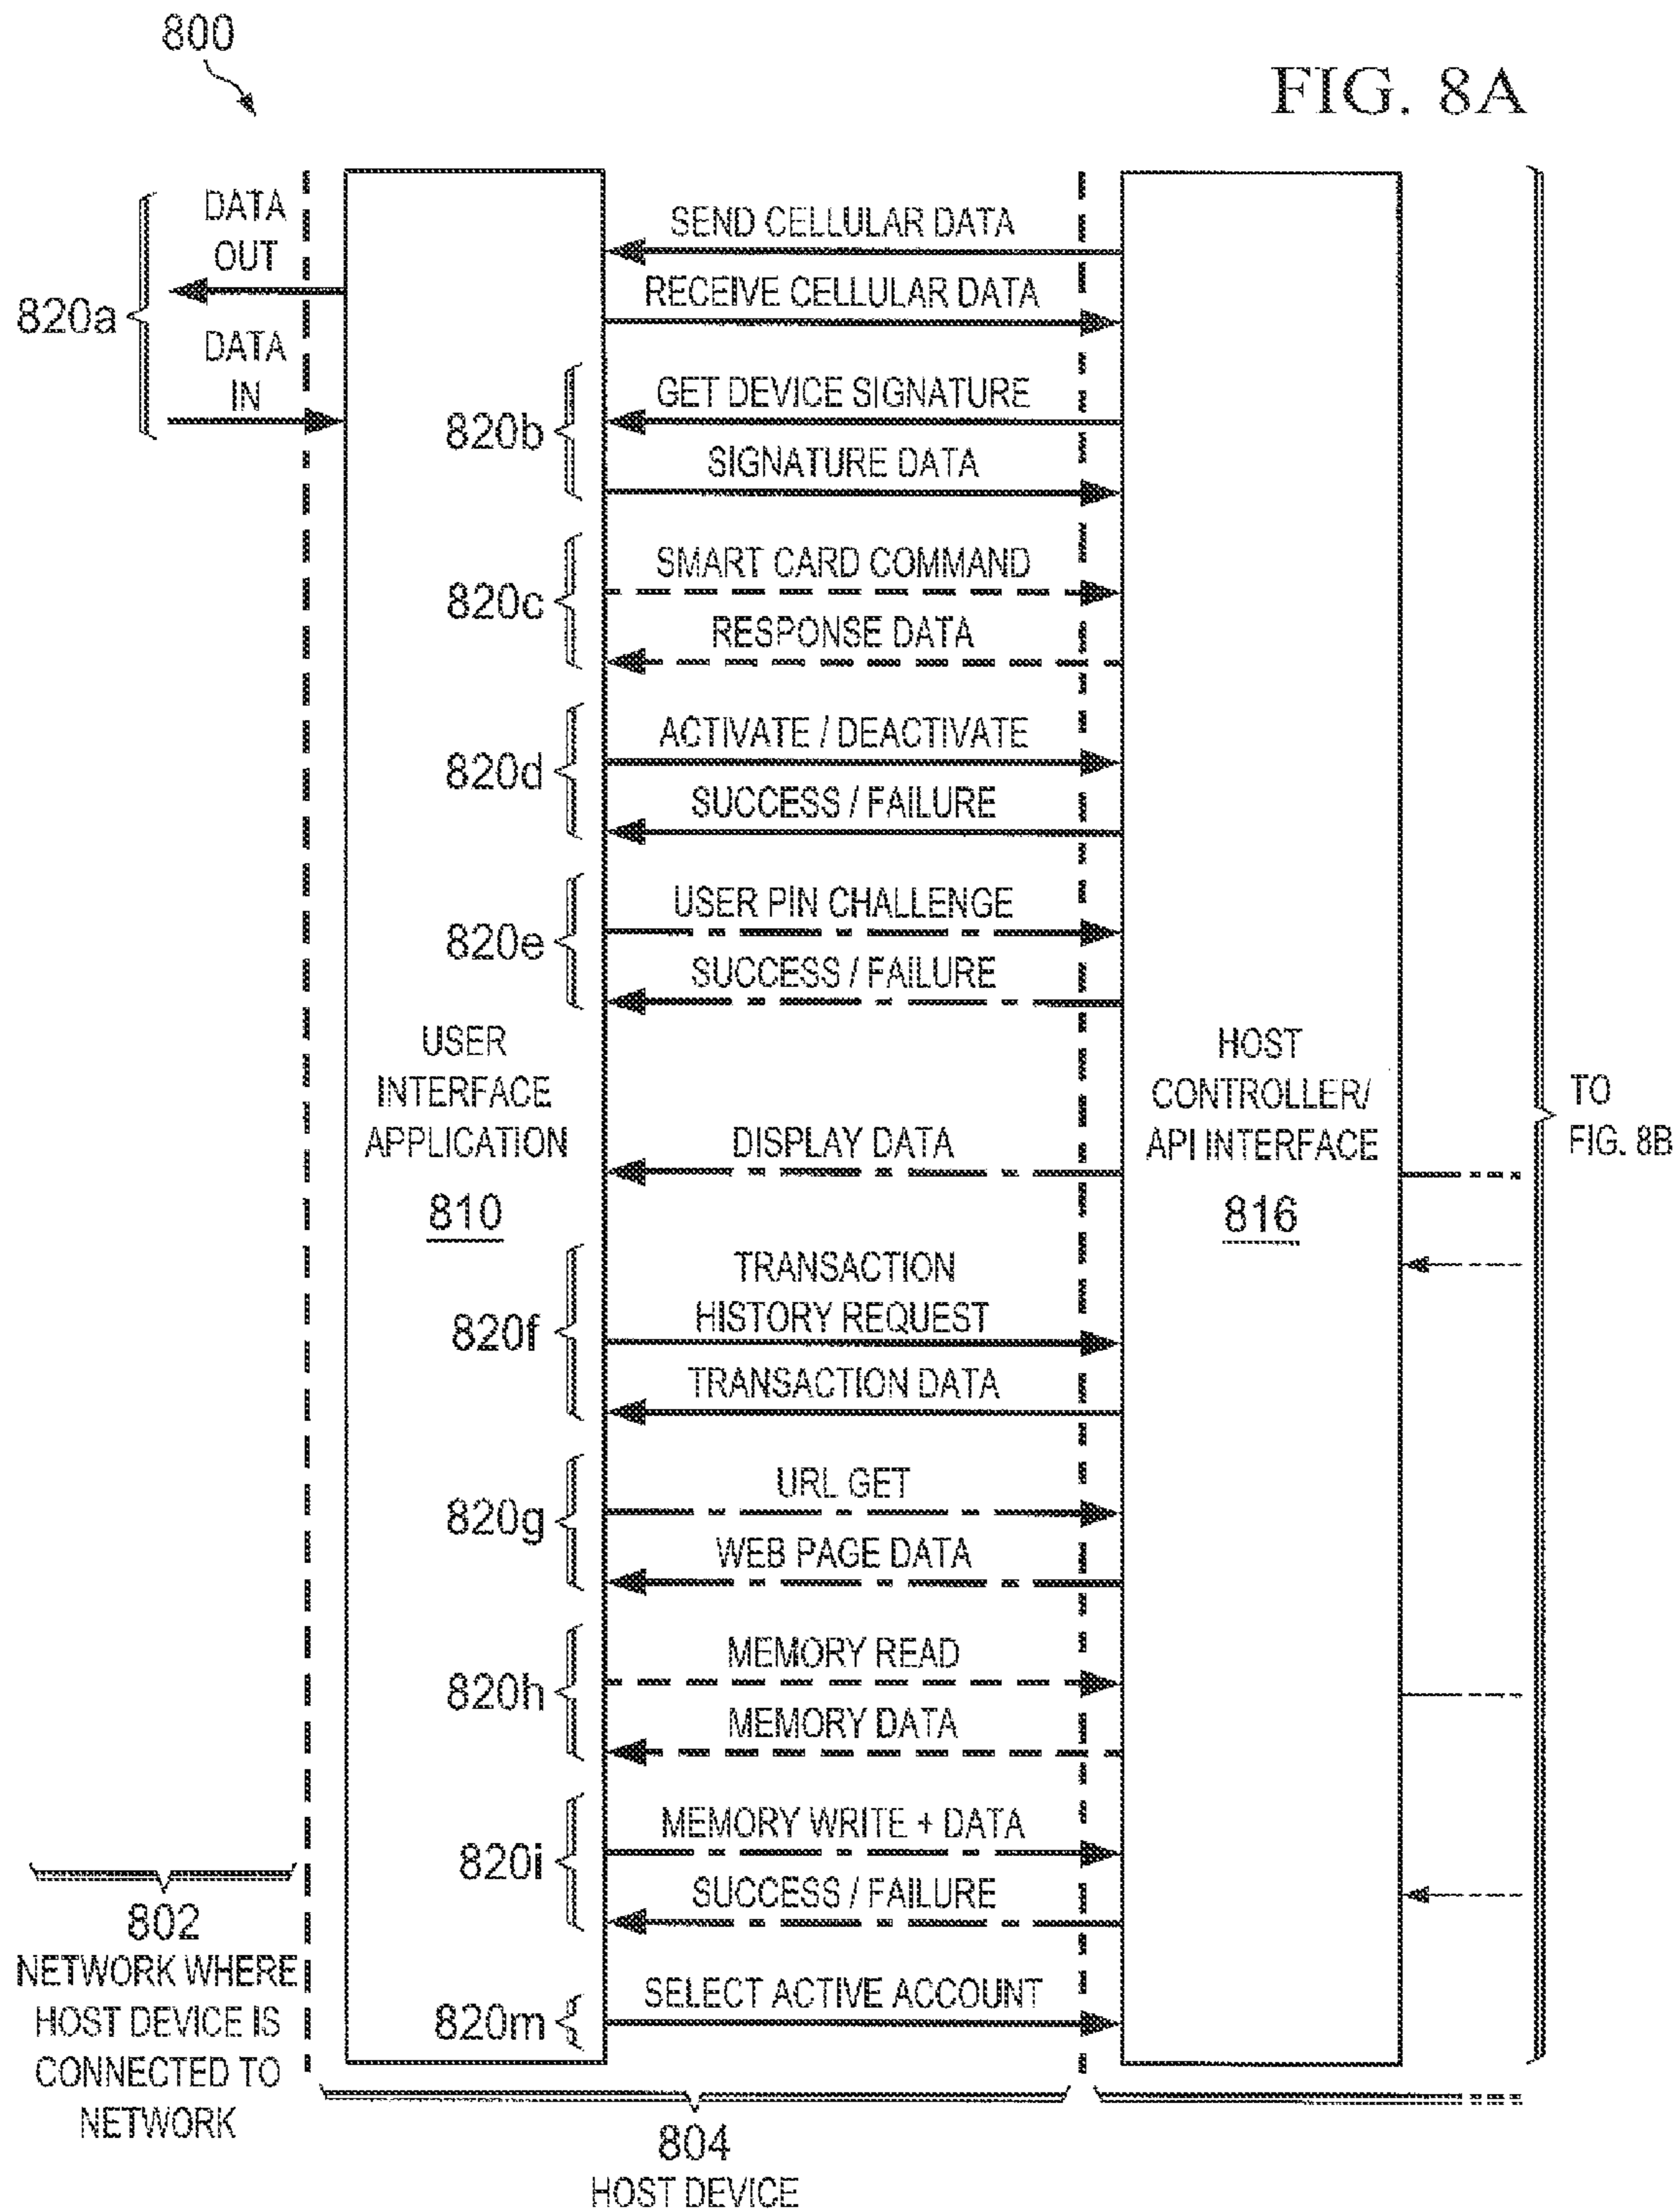 800
FIG. 8A
DATA
OUT
820a
DATA
IN
SEND CELLULAR DATA
RECEIVE CELLULAR DATA
820b
GET DEVICE SIGNATURE
SIGNATURE DATA
820c
SMART CARD COMMAND
RESPONSE DATA
820d
ACTIVATE / DEACTIVATE
SUCCESS / FAILURE
820e
USER PIN CHALLENGE
SUCCESS / FAILURE
USER
INTERFACE
APPLICATION
810
DISPLAY DATA
HOST
CONTROLLER/
API INTERFACE
816
TO
FIG. 8B
820f
TRANSACTION
HISTORY REQUEST
TRANSACTION DATA
820g
URL GET
WEB PAGE DATA
820h
MEMORY READ
MEMORY DATA
820i
MEMORY WRITE + DATA
SUCCESS / FAILURE
820m
SELECT ACTIVE ACCOUNT
802
NETWORK WHERE
HOST DEVICE IS
CONNECTED TO
NETWORK
804
HOST DEVICE